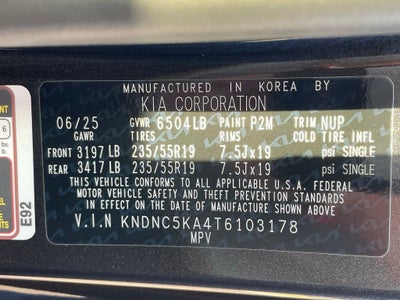 MANUFACTURED IN KOREA BY
KIA CORPORATION
06/25 GVWR 6504LB PAINT P2M TRIM NUP
GAWR TIRES RIMS COLD TIRE INFL
FRONT 3197 LB 235/55R19 7.5Jx19 psi SINGLE
REAR 3417 LB 235/55R19 7.5Jx19 psi SINGLE
THIS VEHICLE CONFORMS TO ALL APPLICABLE U.S.A. FEDERAL
MOTOR VEHICLE SAFETY AND THEFT PREVENTION STANDARDS
IN EFFECT ON THE DATE OF MANUFACTURE SHOWN ABOVE.
V.I.N KNDNC5KA4T6103178
MPV
E92
6
lbs.
lb.